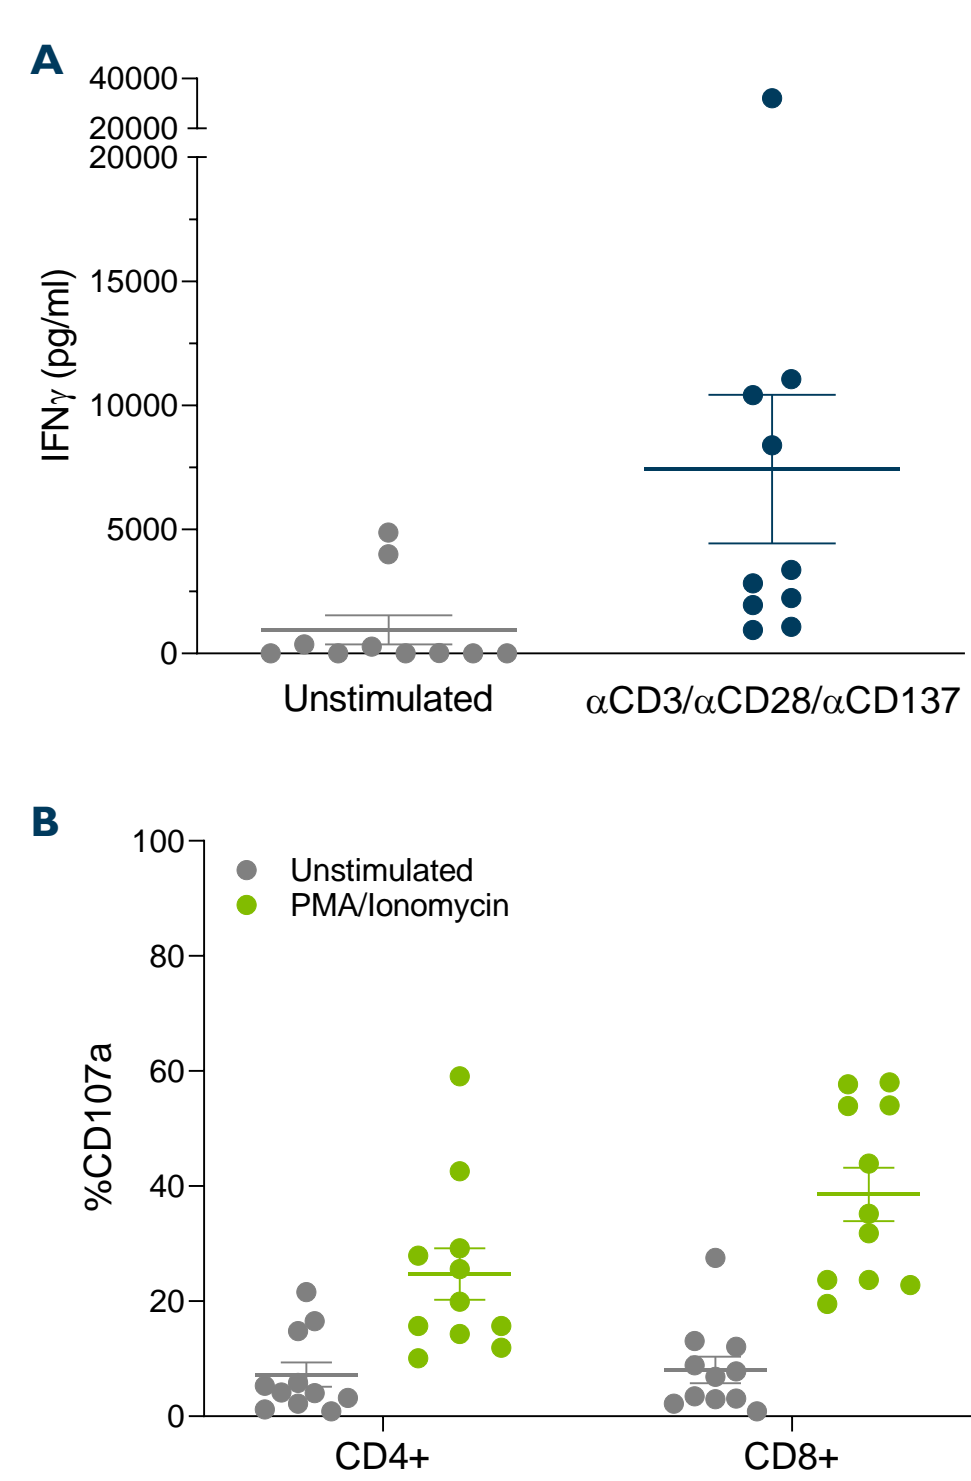 A
40000
20000
20000
15000
10000
5000
0
IFNγ (pg/ml)
Unstimulated
αCD3/αCD28/αCD137
B
100
80
60
40
20
0
%CD107a
Unstimulated
PMA/Ionomycin
CD4+
CD8+